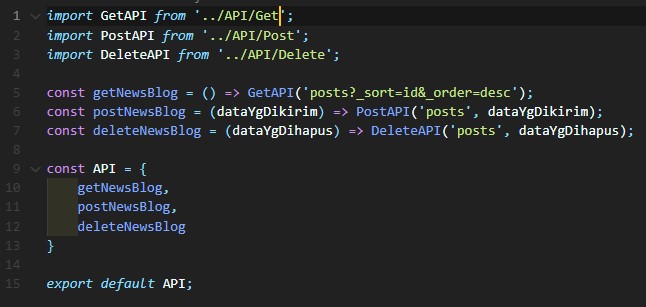 1 import GetAPI from '../API/Get';
2 import PostAPI from '../API/Post';
3 import DeleteAPI from '../API/Delete';
4
5 const getNewsBlog = () => GetAPI('posts?_sort=id&_order=desc');
6 const postNewsBlog = (dataYgDikirim) => PostAPI('posts', dataYgDikirim);
7 const deleteNewsBlog = (dataYgDihapus) => DeleteAPI('posts', dataYgDihapus);
8
9 const API = {
10 getNewsBlog,
11 postNewsBlog,
12 deleteNewsBlog
13 }
14
15 export default API;